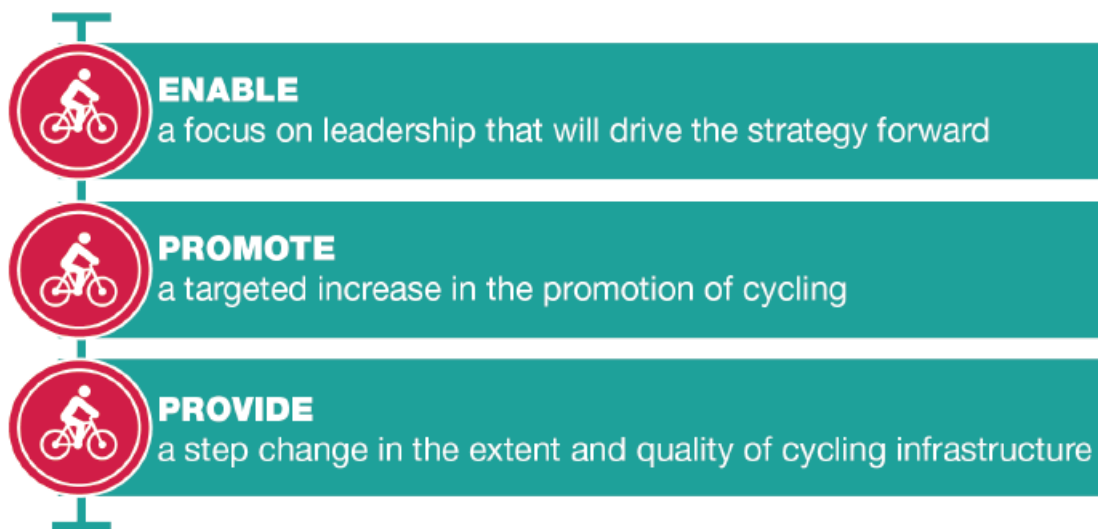 ENABLE
a focus on leadership that will drive the strategy forward
PROMOTE
a targeted increase in the promotion of cycling
PROVIDE
a step change in the extent and quality of cycling infrastructure